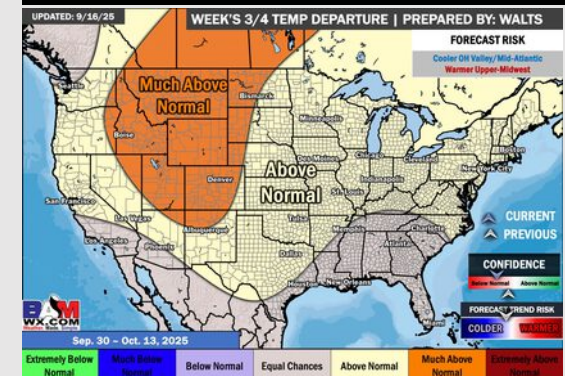 UPDATED: 9/16/25
WEEK'S 3/4 TEMP DEPARTURE | PREPARED BY: WALTS
FORECAST RISK
Cooler OH Valley/Mid-Atlantic
Warmer Upper-Midwest
Seattle
Much Above
Normal
Bismarck
Minneapolis
Boise
Boston
Des Moines
Chicago
Cleveland
New York City
Above
Normal
Denver
Indianapolis
St. Louis
San Francisco
Las Vegas
Tulsa
CURRENT
Albuquerque
Memphis
Charlotte
PREVIOUS
Los Angeles
Phoenix
Atlanta
Dallas
CONFIDENCE
Houston
New Orleans
Below Normal
Above Normal
BAM
WX.COM
FORECAST TREND RISK
Miami
COLDER
WARMER
Sep. 30 – Oct. 13, 2025
Extremely Below
Normal
Much Below
Normal
Below Normal
Equal Chances
Above Normal
Much Above
Normal
Extremely Above
Normal